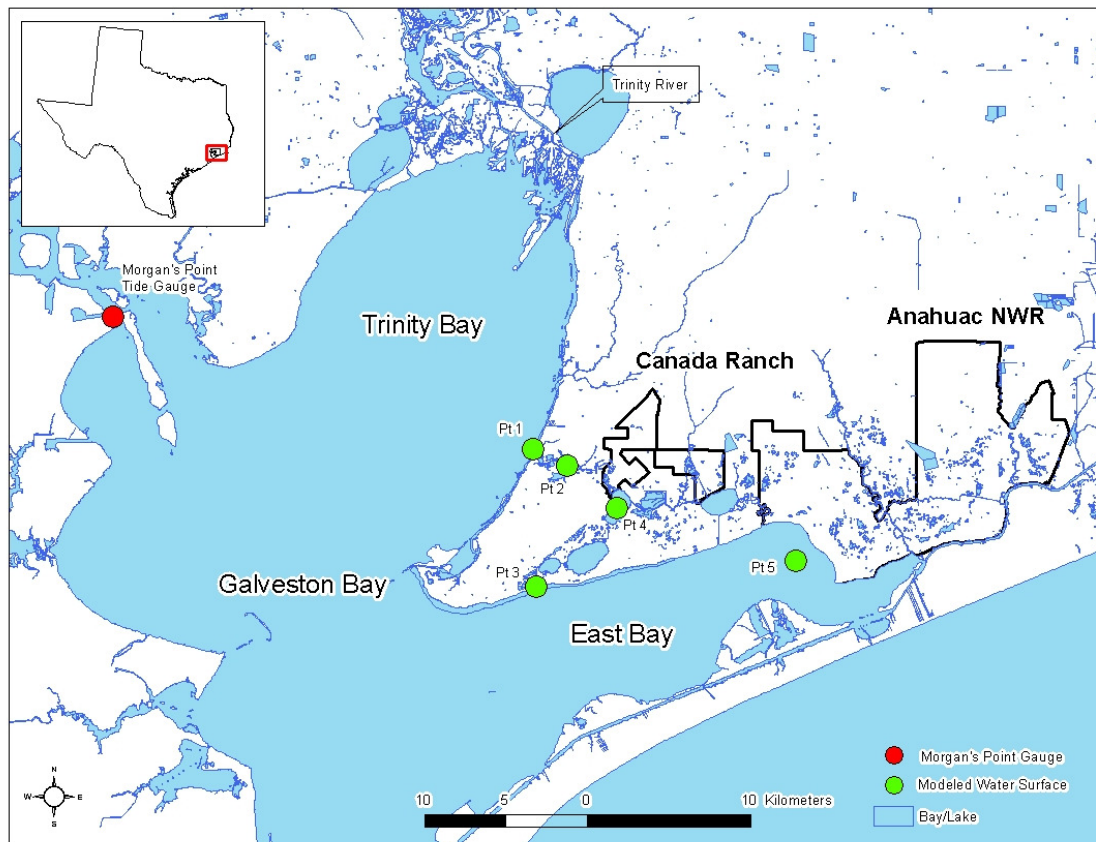 Trinity River
Morgan's Point
Tide Gauge
Trinity Bay
Anahuac NWR
Canada Ranch
Pt 1
Pt 2
Pt 4
Pt 5
Pt 3
Galveston Bay
East Bay
Morgan's Point Gauge
Modeled Water Surface
Bay/Lake
N
W E
S
10 5 0 10 Kilometers